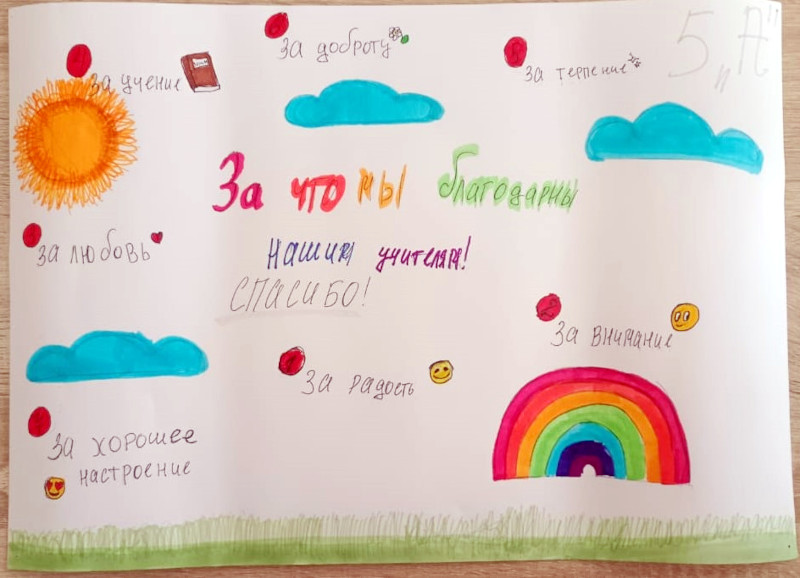 5 "А"
За учение
За доброту
За терпение
За что мы благодарны
нашим учителям!
СПАСИБО!
За любовь
За внимание
За радость
За хорошее
настроение